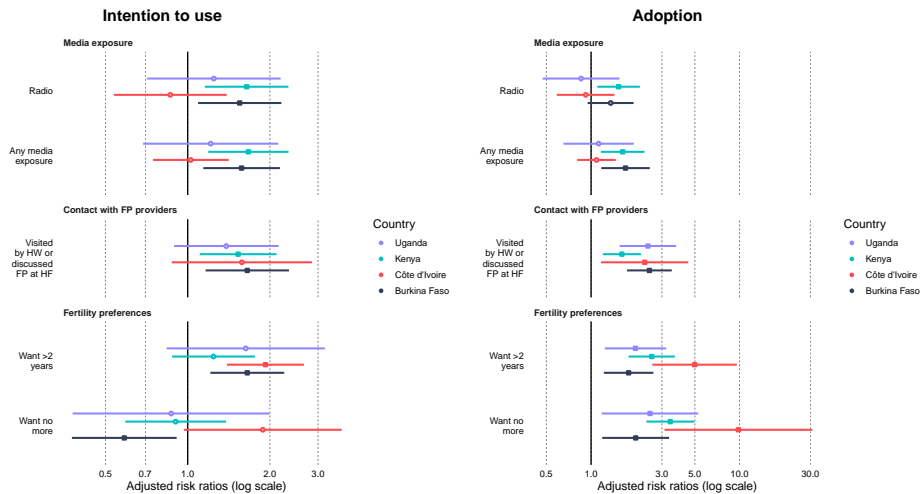 Intention to use
Media exposure
Radio
Any media
exposure
Contact with FP providers
Visited
by HW or
discussed
FP at HF
Fertility preferences
Want >2
years
Want no
more
0.5 0.7 1.0 2.0 3.0
Adjusted risk ratios (log scale)
Country
Uganda
Kenya
Côte d'Ivoire
Burkina Faso
Adoption
Media exposure
Radio
Any media
exposure
Contact with FP providers
Visited
by HW or
discussed
FP at HF
Fertility preferences
Want >2
years
Want no
more
0.5 1.0 3.0 5.0 10.0 30.0
Adjusted risk ratios (log scale)
Country
Uganda
Kenya
Côte d'Ivoire
Burkina Faso